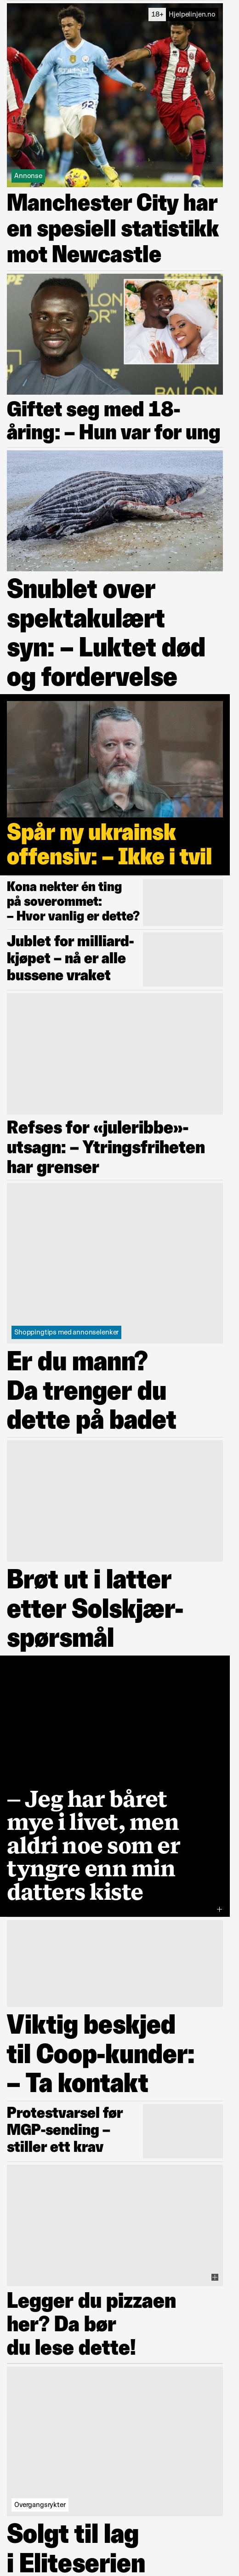 18+ Hjelpelinjen.no
Annonse
Manchester City har
en spesiell statistikk
mot Newcastle
Giftet seg med 18-
åring: – Hun var for ung
Snublet over
spektakulært
syn: – Luktet død
og fordervelse
Spår ny ukrainsk
offensiv: – Ikke i tvil
Kona nekter én ting
på soverommet:
– Hvor vanlig er dette?
Jublet for milliard-
kjøpet – nå er alle
bussene vraket
Refses for «juleribbe»-
utsagn: – Ytringsfriheten
har grenser
Shoppingtips med annonselenker
Er du mann?
Da trenger du
dette på badet
Brøt ut i latter
etter Solskjær-
spørsmål
– Jeg har båret
mye i livet, men
aldri noe som er
tyngre enn min
datters kiste
Viktig beskjed
til Coop-kunder:
– Ta kontakt
Protestvarsel før
MGP-sending –
stiller ett krav
Legger du pizzaen
her? Da bør
du lese dette!
Overgangsrykter
Solgt til lag
i Eliteserien